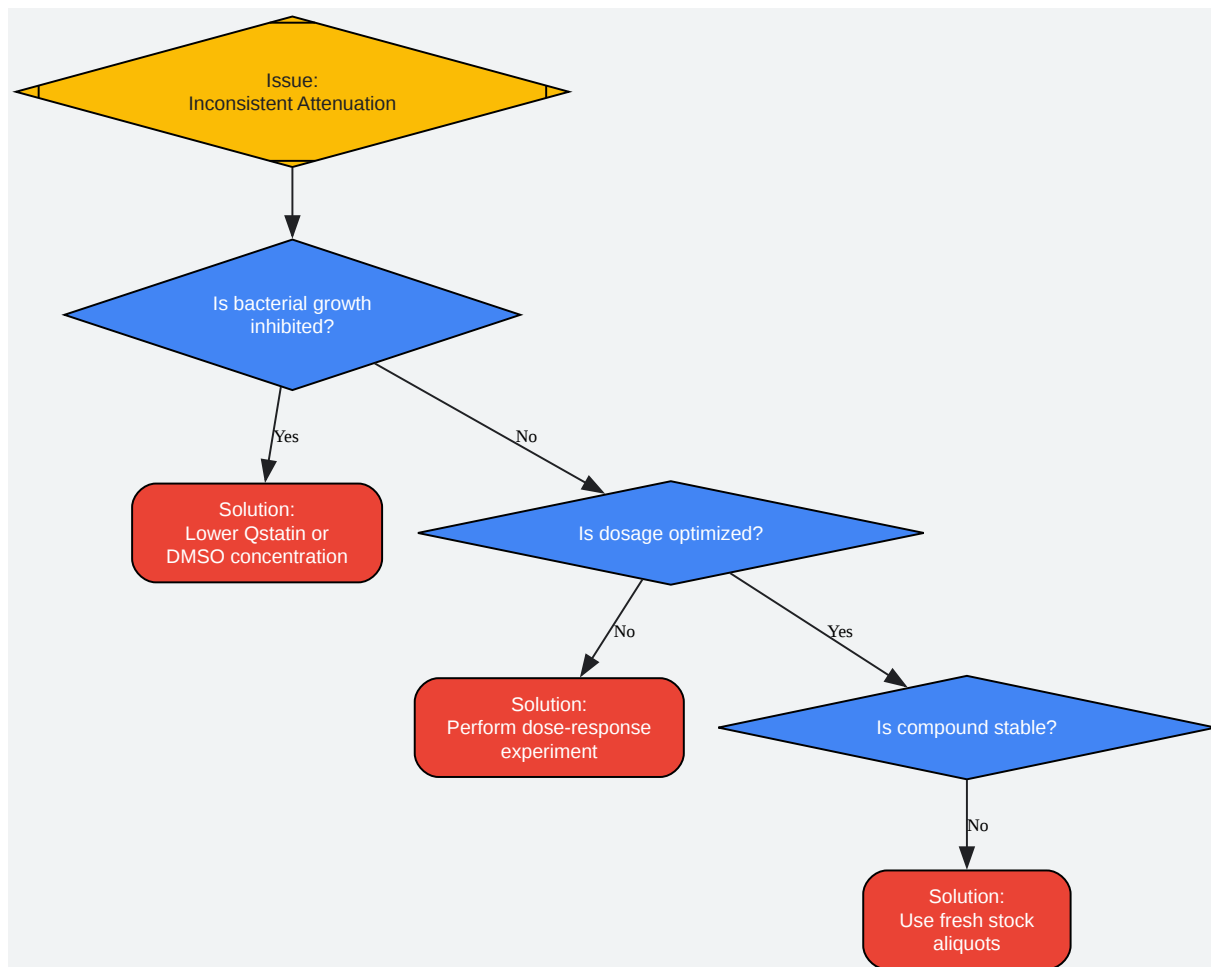 Issue:
Inconsistent Attenuation
Is bacterial growth
inhibited?
Yes
No
Solution:
Lower Qstatin or
DMSO concentration
Is dosage optimized?
No
Yes
Solution:
Perform dose-response
experiment
Is compound stable?
No
Solution:
Use fresh stock
aliquots